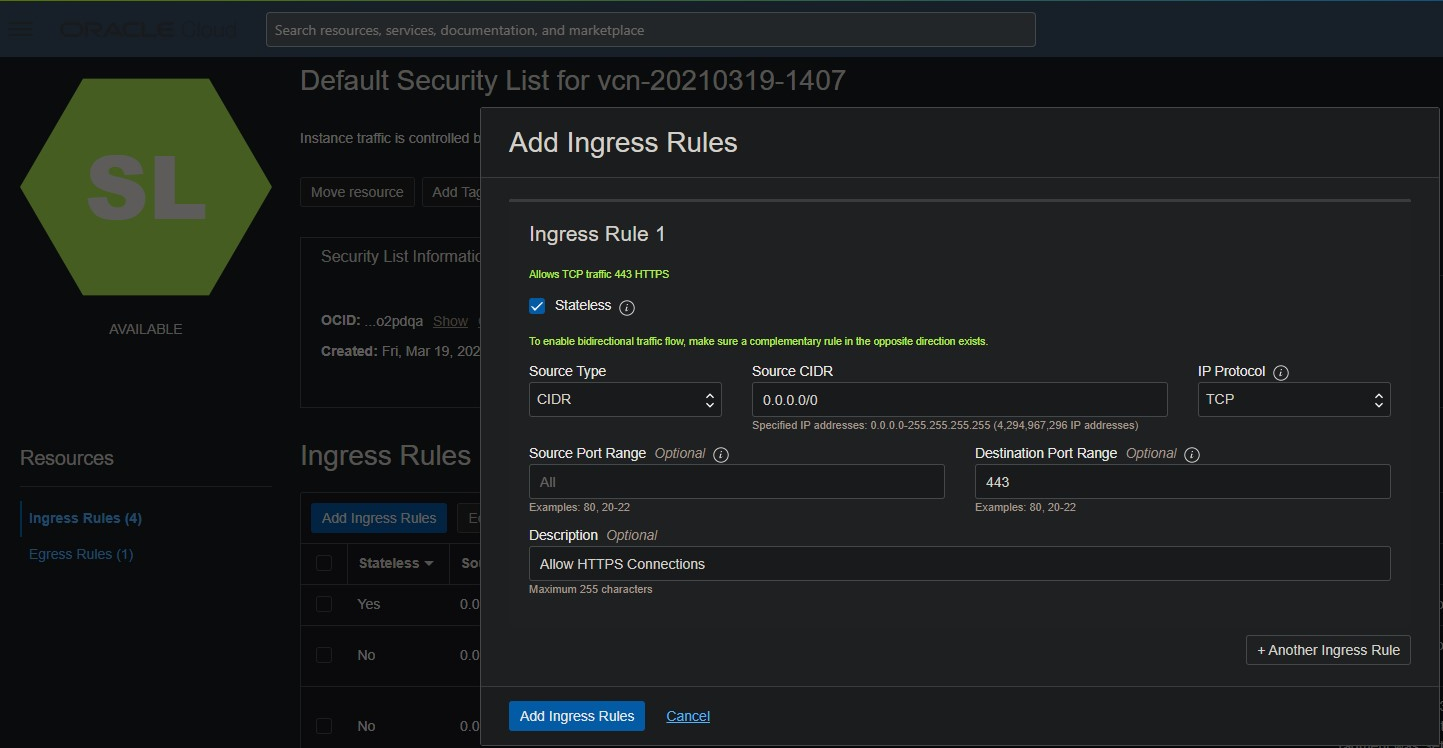 ORACLE Cloud
Search resources, services, documentation, and marketplace
SL
AVAILABLE
Default Security List for vcn-20210319-1407
Instance traffic is controlled b
Move resource
Add Tag
Security List Informatio
OCID: ...o2pdqa Show
Created: Fri, Mar 19, 202
Resources
Ingress Rules (4)
Egress Rules (1)
Ingress Rules
Add Ingress Rules
Stateless
Sou
Yes
0.0
No
0.0
No
0.0
Add Ingress Rules
Ingress Rule 1
Allows TCP traffic 443 HTTPS
Stateless
To enable bidirectional traffic flow, make sure a complementary rule in the opposite direction exists.
Source Type
CIDR
Source CIDR
0.0.0.0/0
Specified IP addresses: 0.0.0.0-255.255.255.255 (4,294,967,296 IP addresses)
IP Protocol
TCP
Source Port Range Optional
All
Examples: 80, 20-22
Destination Port Range Optional
443
Examples: 80, 20-22
Description Optional
Allow HTTPS Connections
Maximum 255 characters
+ Another Ingress Rule
Add Ingress Rules
Cancel